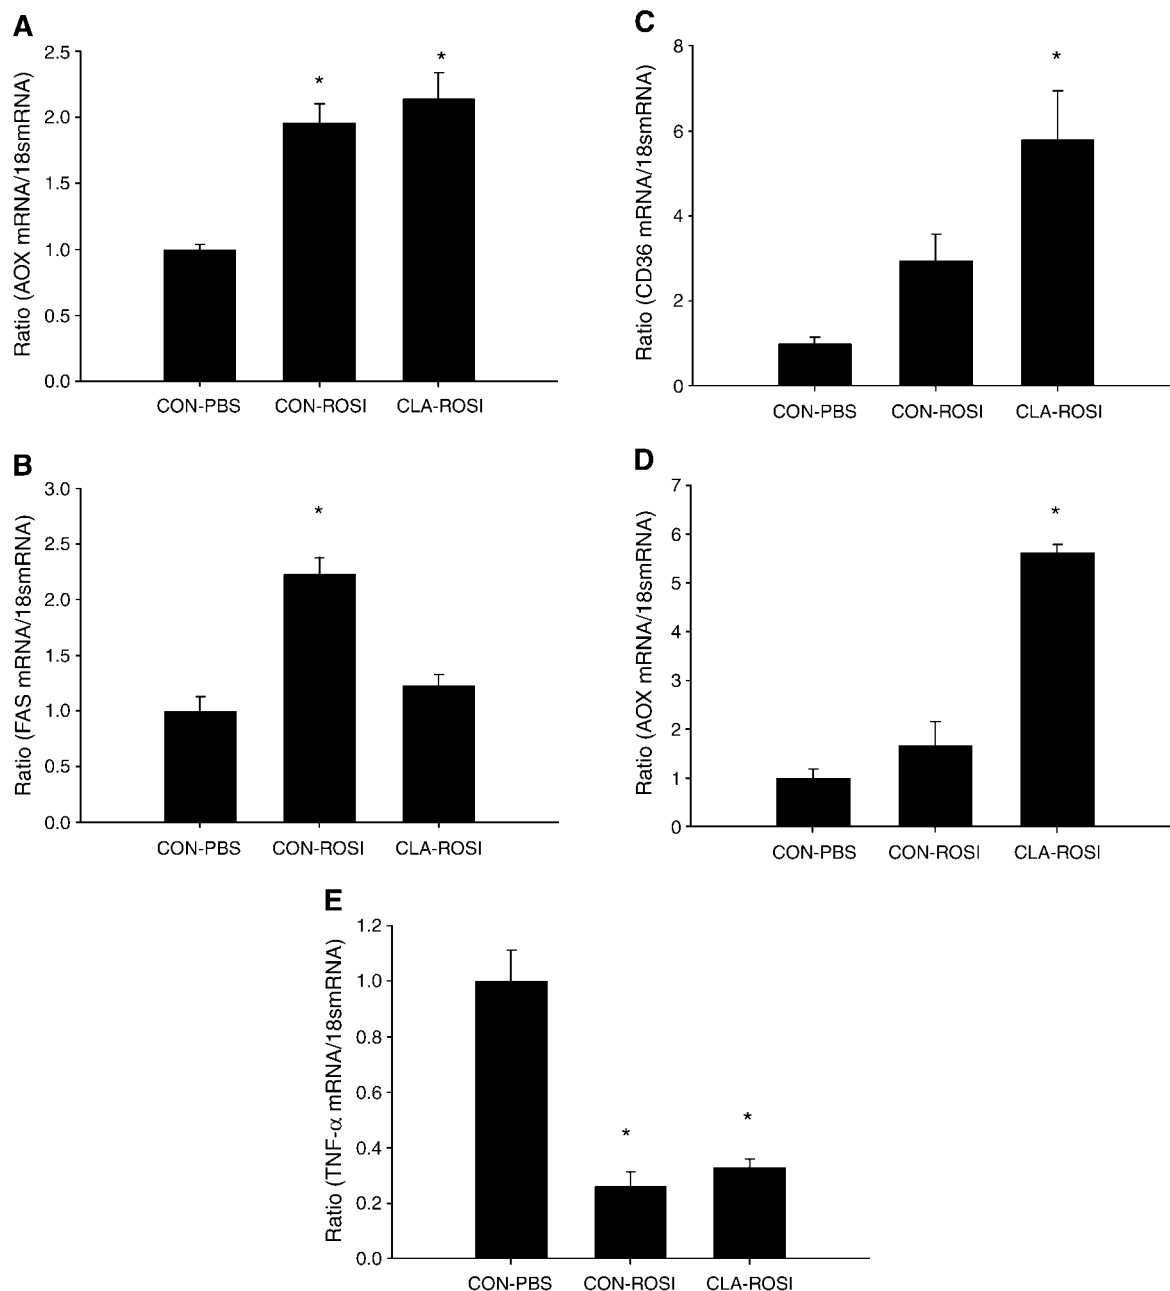 A
Ratio (AOX mRNA/18smRNA)
2.5
2.0
1.5
1.0
0.5
0.0
*
*
CON-PBS CON-ROSI CLA-ROSI
B
Ratio (FAS mRNA/18smRNA)
3.0
2.5
2.0
1.5
1.0
0.5
0.0
*
CON-PBS CON-ROSI CLA-ROSI
C
Ratio (CD36 mRNA/18smRNA)
8
6
4
2
0
*
CON-PBS CON-ROSI CLA-ROSI
D
Ratio (AOX mRNA/18smRNA)
7
6
5
4
3
2
1
0
*
CON-PBS CON-ROSI CLA-ROSI
E
Ratio (TNF-α mRNA/18smRNA)
1.2
1.0
0.8
0.6
0.4
0.2
0.0
*
*
CON-PBS CON-ROSI CLA-ROSI